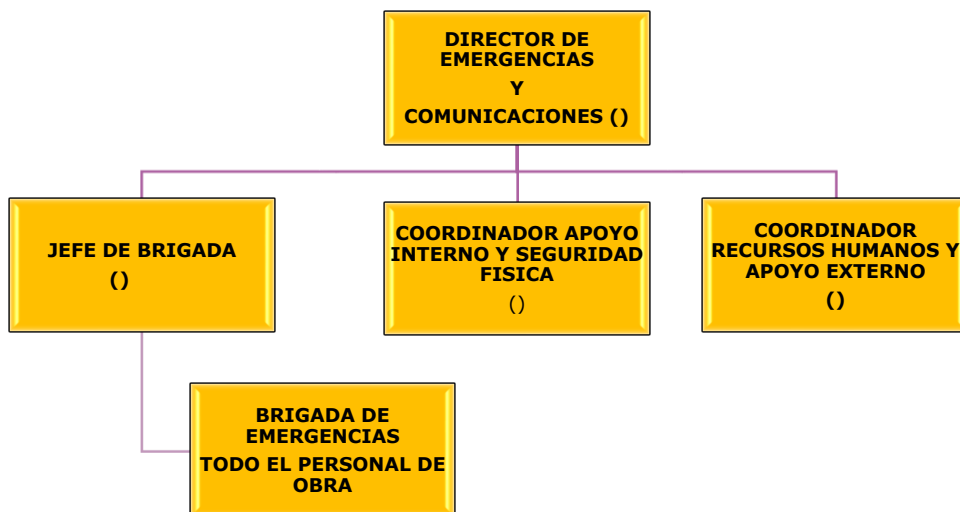 DIRECTOR DE
EMERGENCIAS
Y
COMUNICACIONES ()
JEFE DE BRIGADA
()
COORDINADOR APOYO
INTERNO Y SEGURIDAD
FISICA
()
COORDINADOR
RECURSOS HUMANOS Y
APOYO EXTERNO
()
BRIGADA DE
EMERGENCIAS
TODO EL PERSONAL DE
OBRA